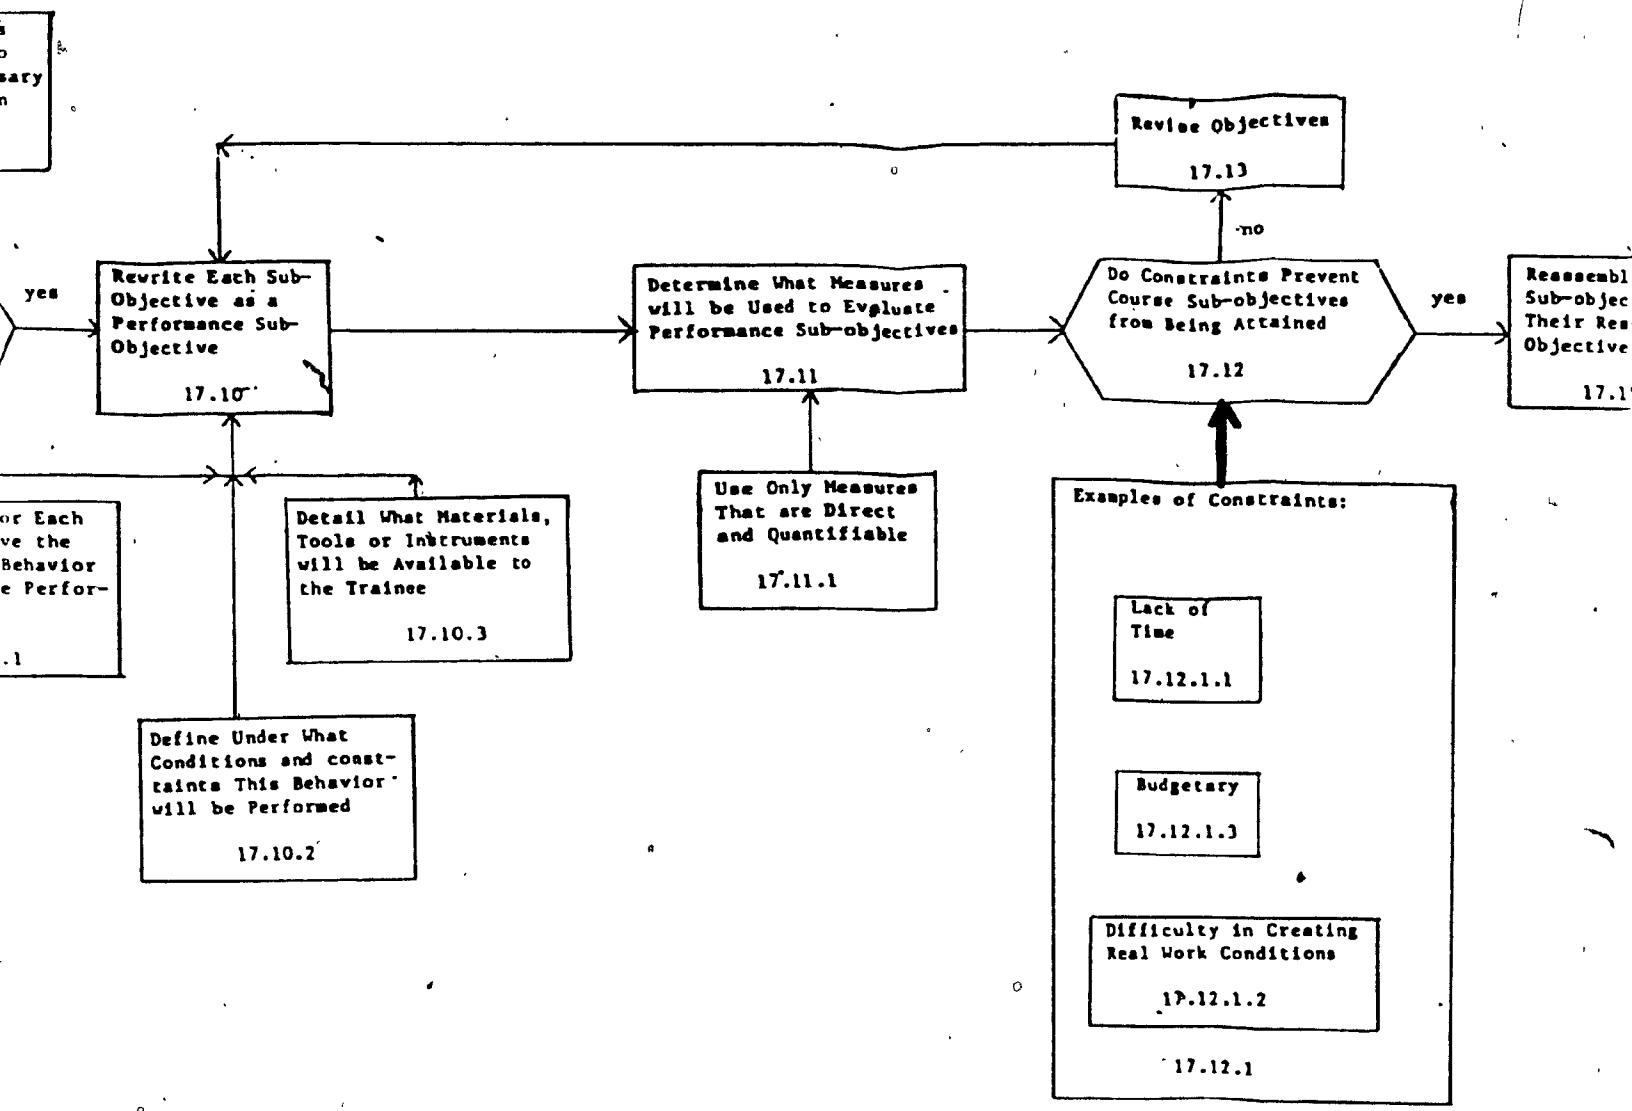 s
o
sary
n
Revise Objectives
17.13
no
yes
Rewrite Each Sub-
Objective as a
Performance Sub-
Objective
17.10
Determine What Measures
will be Used to Evaluate
Performance Sub-objectives
17.11
Do Constraints Prevent
Course Sub-objectives
from Being Attained
17.12
yes
Reassembl
Sub-objec
Their Res
Objective
17.1
or Each
ve the
Behavior
e Perfor-
.1
Detail What Materials,
Tools or Instruments
will be Available to
the Trainee
17.10.3
Use Only Measures
That are Direct
and Quantifiable
17.11.1
Define Under What
Conditions and const-
taints This Behavior
will be Performed
17.10.2
Examples of Constraints:
Lack of
Time
17.12.1.1
Budgetary
17.12.1.3
Difficulty in Creating
Real Work Conditions
17.12.1.2
17.12.1